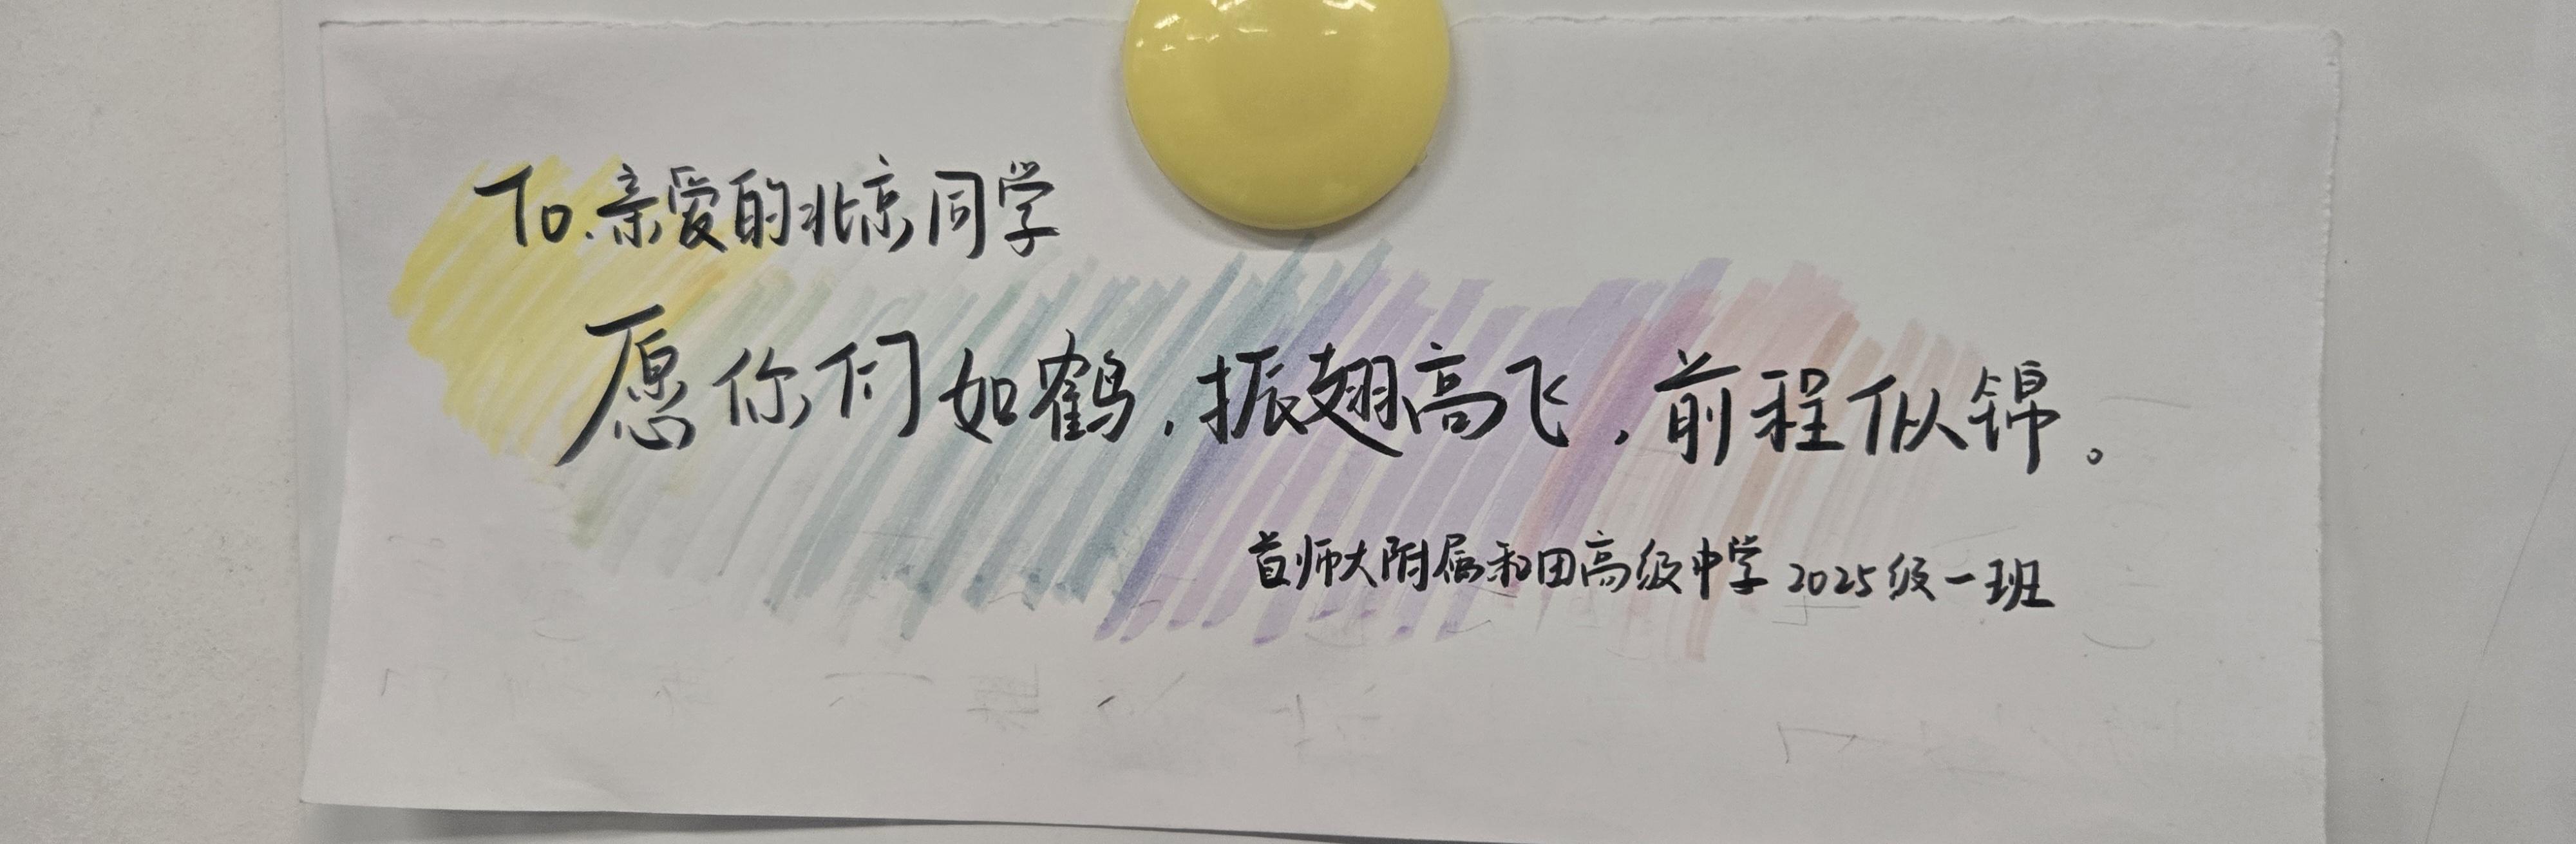 To.亲爱的北京同学
愿你们如鹤,振翅高飞,前程似锦。
首师大附属和田高级中学 2025级一班